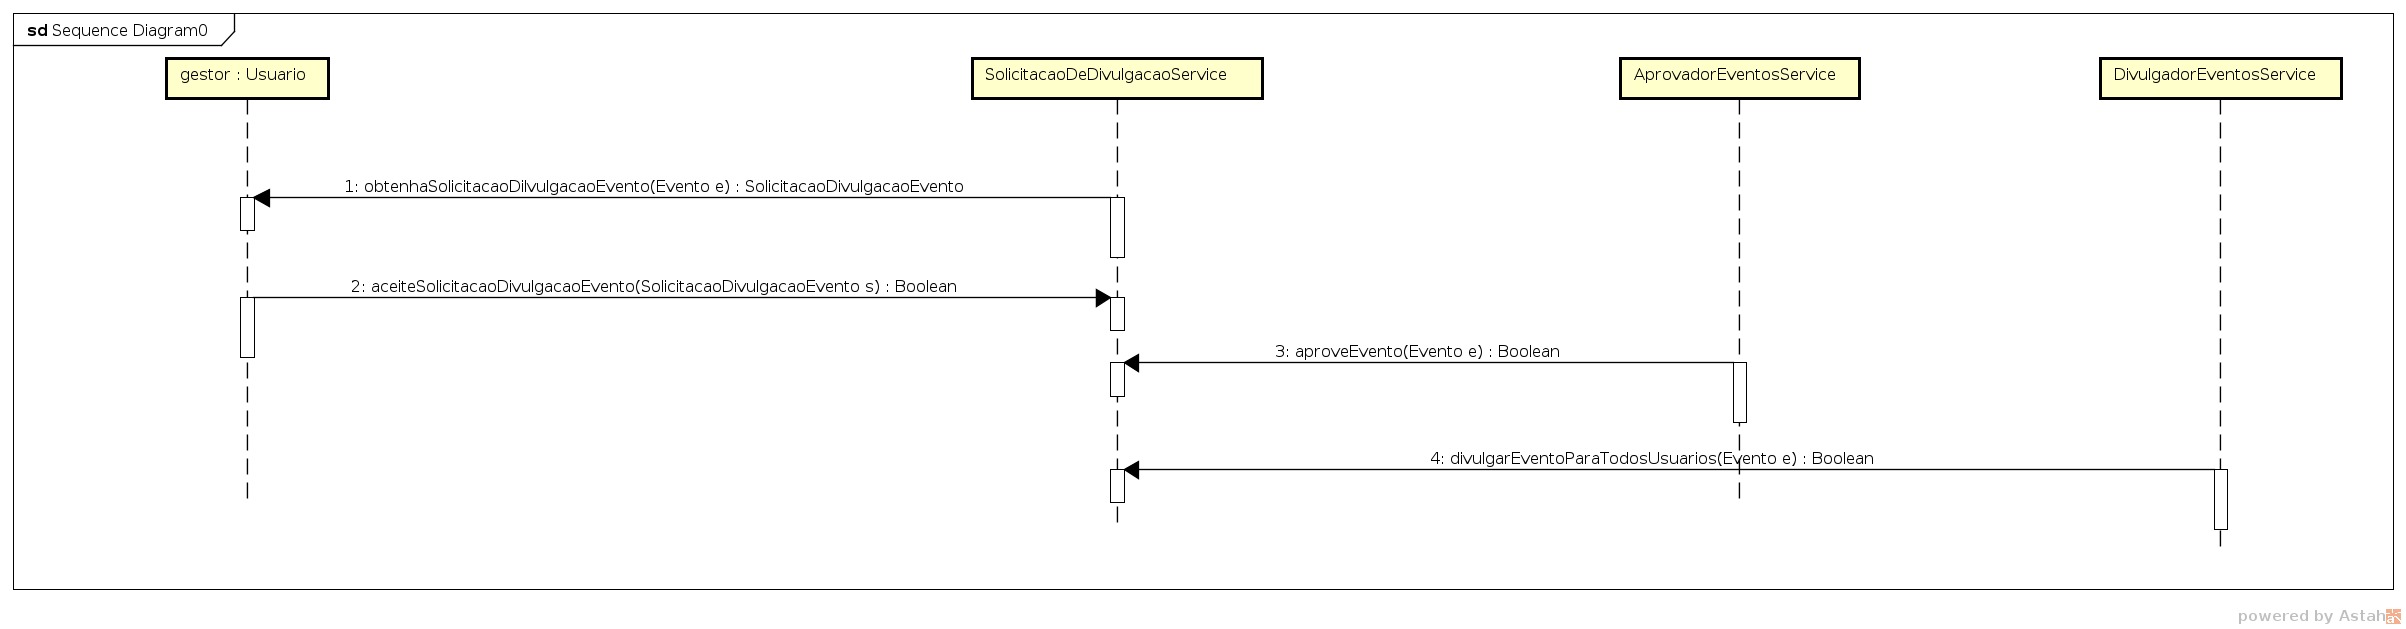 sd Sequence Diagram0
gestor : Usuario
SolicitacaoDeDivulgacaoService
AprovadorEventosService
DivulgadorEventosService
1: obtenhaSolicitacaoDilvulgacaoEvento(Evento e) : SolicitacaoDivulgacaoEvento
2: aceiteSolicitacaoDivulgacaoEvento(SolicitacaoDivulgacaoEvento s) : Boolean
3: aproveEvento(Evento e) : Boolean
4: divulgarEventoParaTodosUsuarios(Evento e) : Boolean
powered by Astah